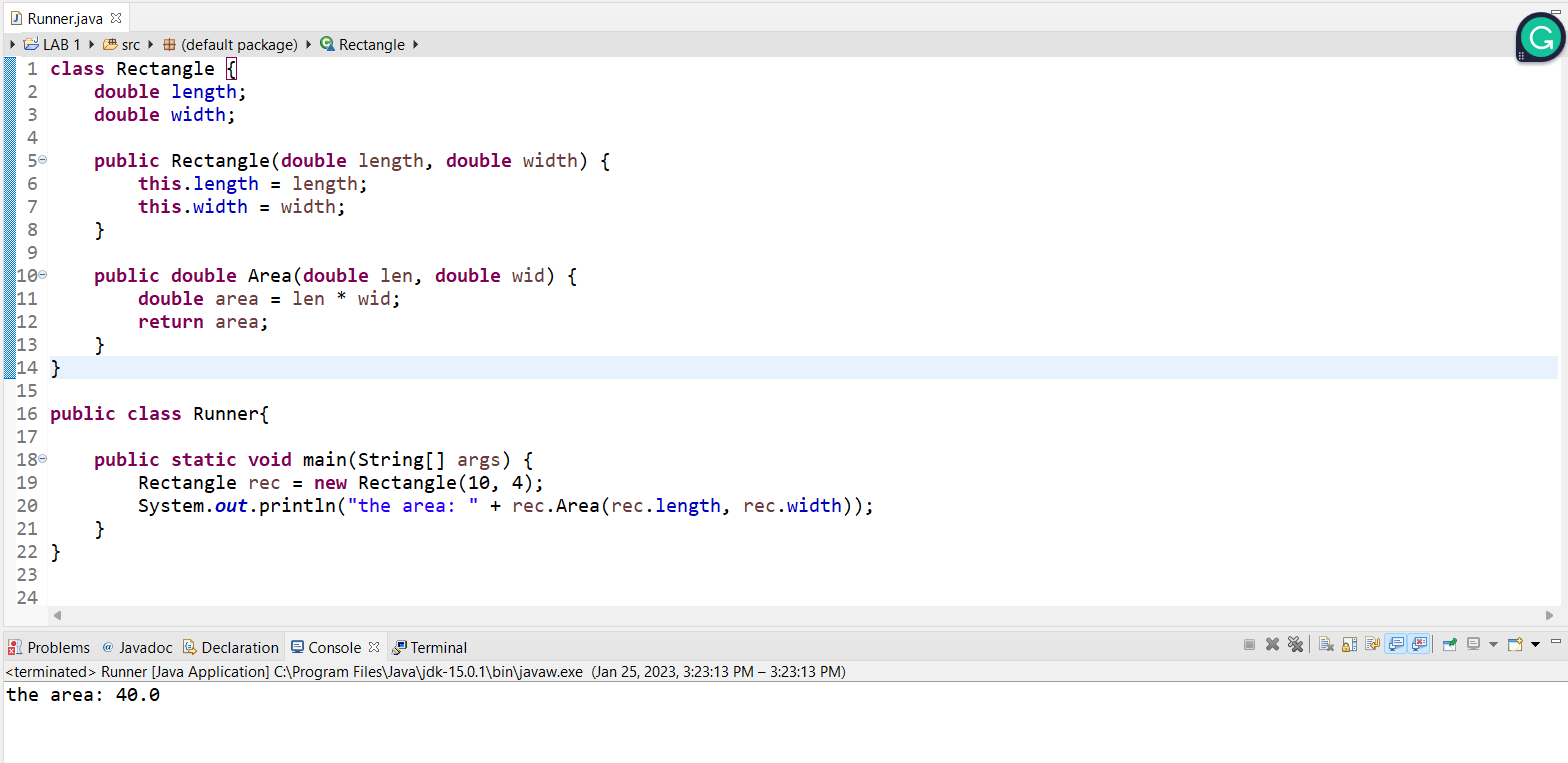 Runner.java
LAB 1 src (default package) Rectangle
1 class Rectangle {
2     double length;
3     double width;
4
5     public Rectangle(double length, double width) {
6         this.length = length;
7         this.width = width;
8     }
9
10     public double Area(double len, double wid) {
11         double area = len * wid;
12         return area;
13     }
14 }
15
16 public class Runner{
17
18     public static void main(String[] args) {
19         Rectangle rec = new Rectangle(10, 4);
20         System.out.println("the area: " + rec.Area(rec.length, rec.width));
21     }
22 }
23
24
Problems @ Javadoc Declaration Console Terminal
<terminated> Runner [Java Application] C:\Program Files\Java\jdk-15.0.1\bin\javaw.exe (Jan 25, 2023, 3:23:13 PM – 3:23:13 PM)
the area: 40.0